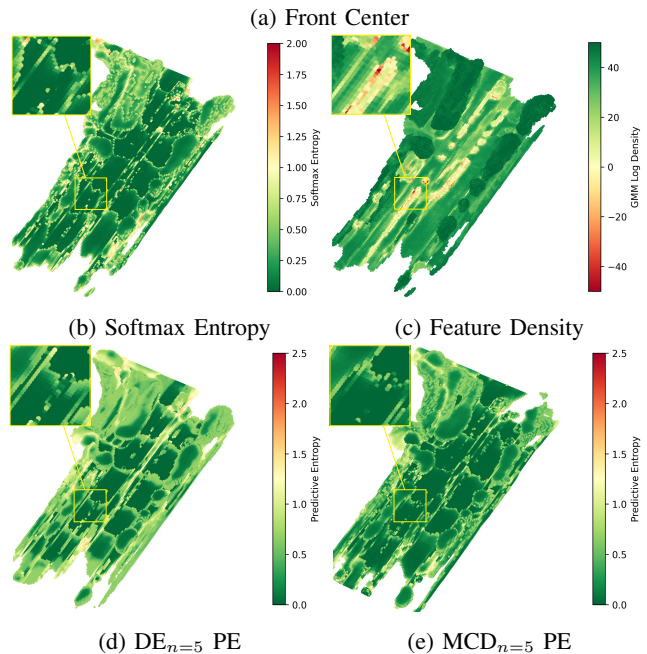 (a) Front Center
2.00
1.75
1.50
1.25
1.00
0.75
0.50
0.25
0.00
Softmax Entropy
40
20
0
−20
−40
GMM Log Density
(b) Softmax Entropy
(c) Feature Density
2.5
2.0
1.5
1.0
0.5
0.0
Predictive Entropy
2.5
2.0
1.5
1.0
0.5
0.0
Predictive Entropy
(d) DEₙ₌₅ PE
(e) MCDₙ₌₅ PE